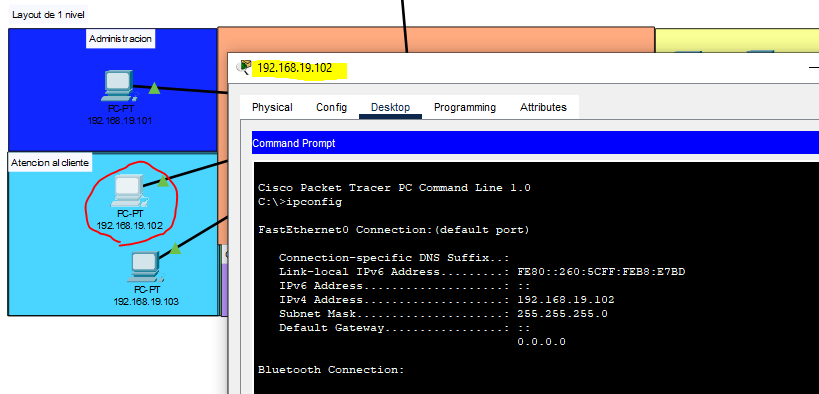 Layout de 1 nivel
Administracion
PC-PT
192.168.19.101
Atencion al cliente
PC-PT
192.168.19.102
PC-PT
192.168.19.103
192.168.19.102
Physical Config Desktop Programming Attributes
Command Prompt
Cisco Packet Tracer PC Command Line 1.0
C:\>ipconfig
FastEthernet0 Connection:(default port)
Connection-specific DNS Suffix..:
Link-local IPv6 Address.........: FE80::260:5CFF:FEB8:E7BD
IPv6 Address....................: ::
IPv4 Address....................: 192.168.19.102
Subnet Mask.....................: 255.255.255.0
Default Gateway.................: ::
0.0.0.0
Bluetooth Connection: